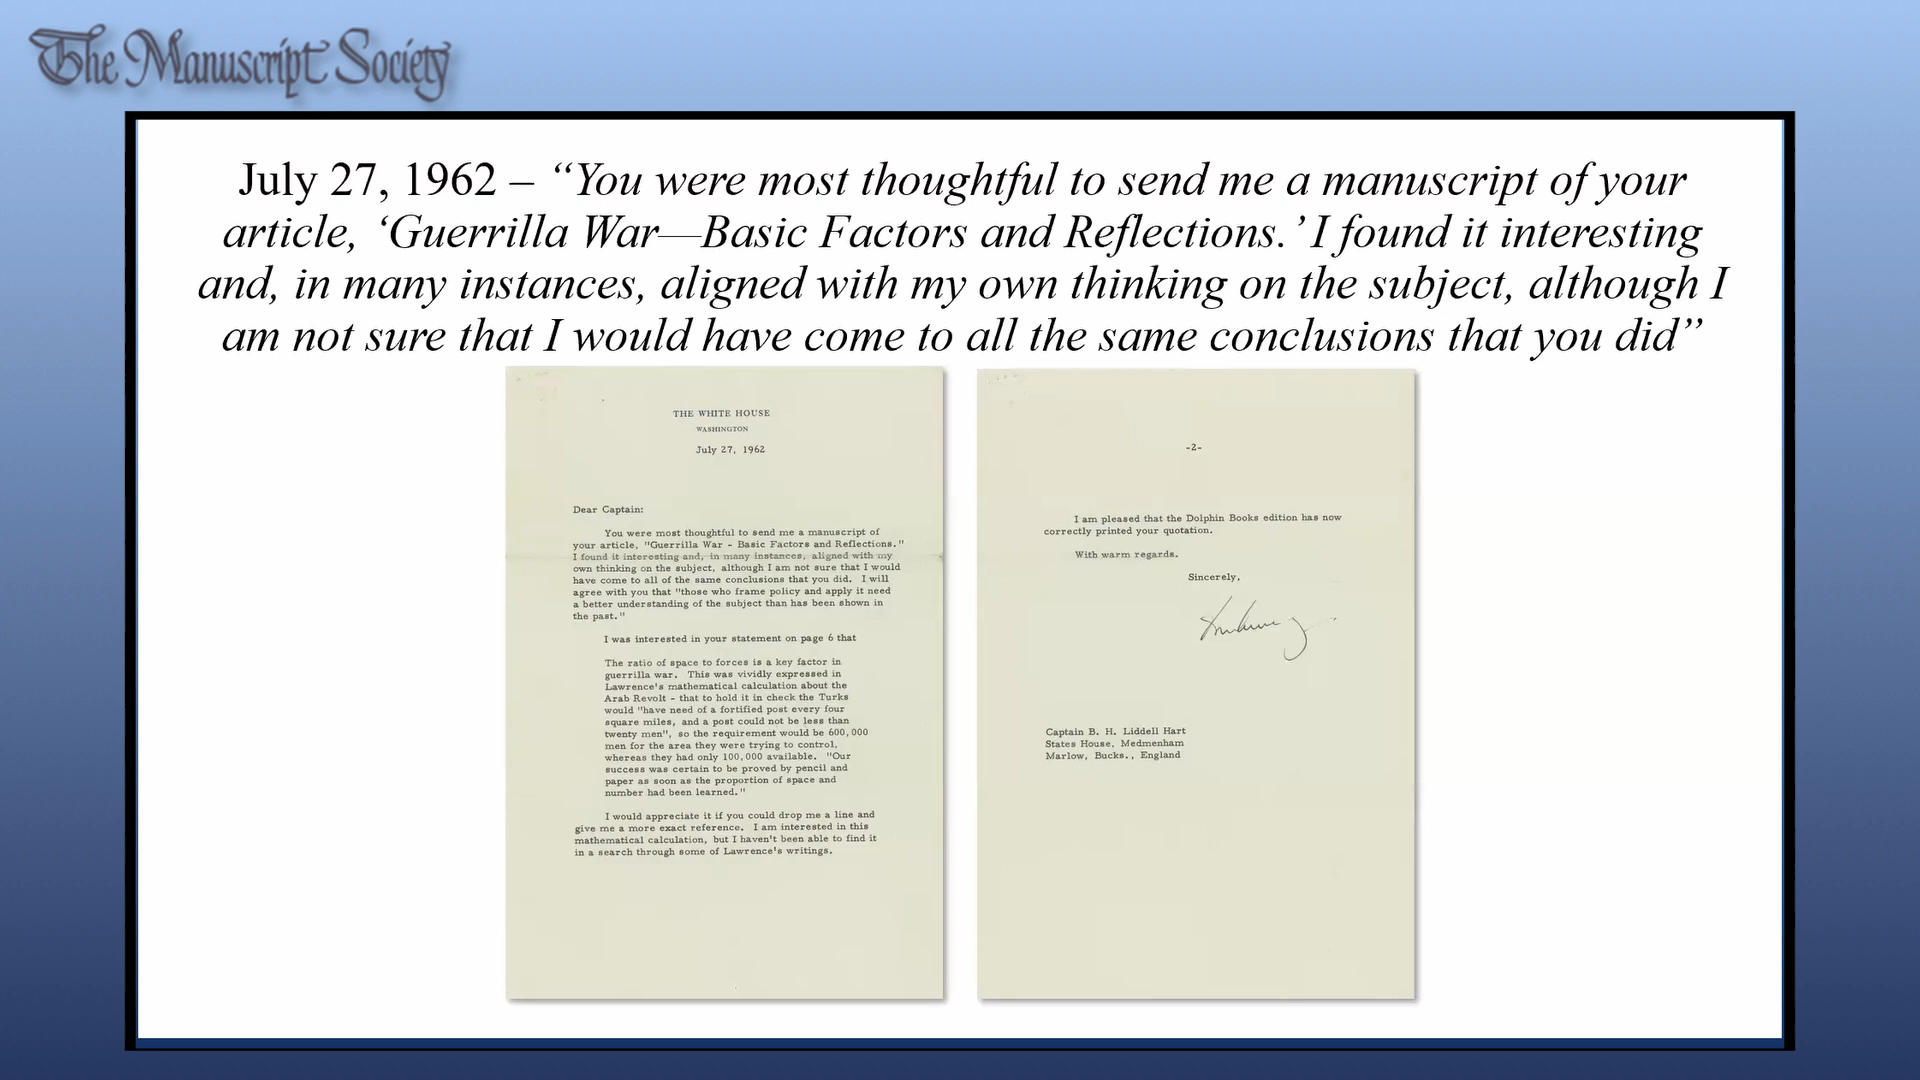 The Manuscript Society
July 27, 1962 – “You were most thoughtful to send me a manuscript of your
article, ‘Guerrilla War—Basic Factors and Reflections.’ I found it interesting
and, in many instances, aligned with my own thinking on the subject, although I
am not sure that I would have come to all the same conclusions that you did”
THE WHITE HOUSE
WASHINGTON
July 27, 1962
Dear Captain:
You were most thoughtful to send me a manuscript of
your article, "Guerrilla War - Basic Factors and Reflections."
I found it interesting and, in many instances, aligned with my
own thinking on the subject, although I am not sure that I would
have come to all of the same conclusions that you did. I will
agree with you that "those who frame policy and apply it need
a better understanding of the subject than has been shown in
the past."
I was interested in your statement on page 6 that
The ratio of space to forces is a key factor in
guerrilla war. This was vividly expressed in
Lawrence's mathematical calculation about the
Arab Revolt - that to hold it in check the Turks
would "have need of a fortified post every four
square miles, and a post could not be less than
twenty men", so the requirement would be 600,000
men for the area they were trying to control,
whereas they had only 100,000 available. "Our
success was certain to be proved by pencil and
paper as soon as the proportion of space and
number had been learned."
I would appreciate it if you could drop me a line and
give me a more exact reference. I am interested in this
mathematical calculation, but I haven't been able to find it
in a search through some of Lawrence's writings.
-2-
I am pleased that the Dolphin Books edition has now
correctly printed your quotation.
With warm regards.
Sincerely,
Captain B. H. Liddell Hart
States House, Medmenham
Marlow, Bucks., England